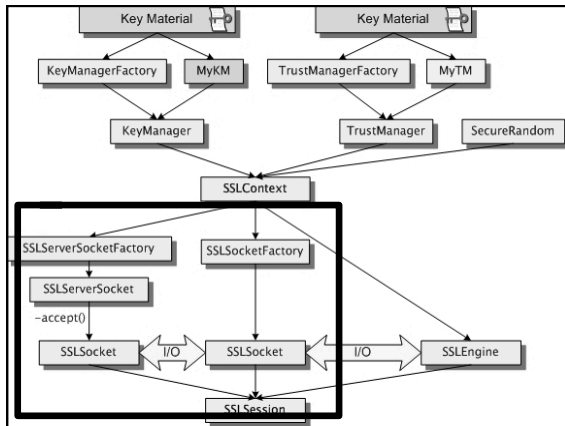 Key Material
Key Material
KeyManagerFactory
MyKM
TrustManagerFactory
MyTM
KeyManager
TrustManager
SecureRandom
SSLContext
SSLServerSocketFactory
SSLSocketFactory
SSLServerSocket
-accept()
SSLSocket
I/O
SSLSocket
I/O
SSLEngine
SSLSession